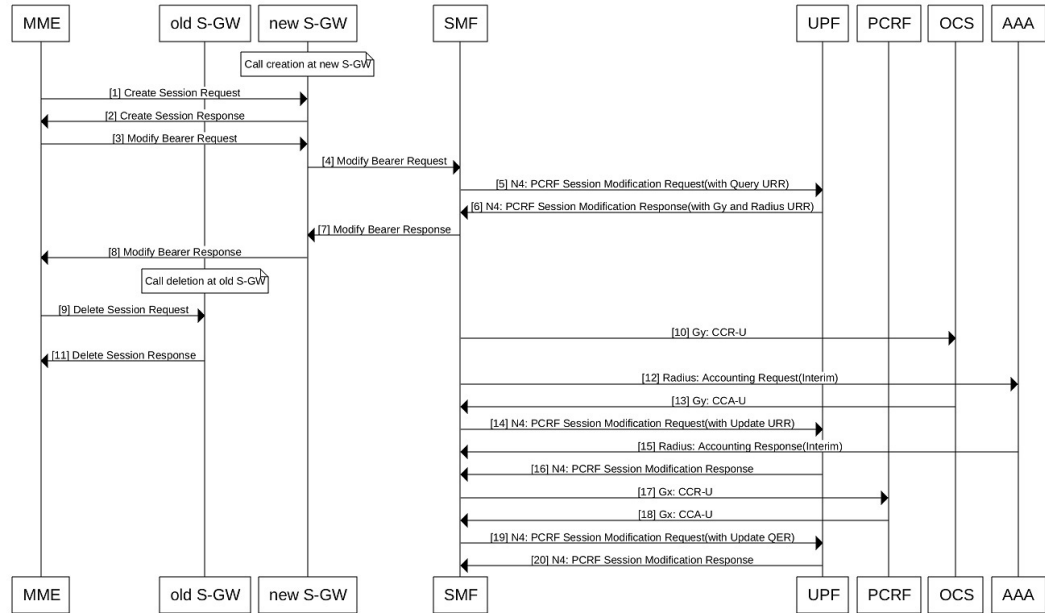 MME
old S-GW
new S-GW
SMF
UPF
PCRF
OCS
AAA
Call creation at new S-GW
[1] Create Session Request
[2] Create Session Response
[3] Modify Bearer Request
[4] Modify Bearer Request
[5] N4: PCRF Session Modification Request(with Query URR)
[6] N4: PCRF Session Modification Response(with Gy and Radius URR)
[7] Modify Bearer Response
[8] Modify Bearer Response
Call deletion at old S-GW
[9] Delete Session Request
[10] Gy: CCR-U
[11] Delete Session Response
[12] Radius: Accounting Request(Interim)
[13] Gy: CCA-U
[14] N4: PCRF Session Modification Request(with Update URR)
[15] Radius: Accounting Response(Interim)
[16] N4: PCRF Session Modification Response
[17] Gx: CCR-U
[18] Gx: CCA-U
[19] N4: PCRF Session Modification Request(with Update QER)
[20] N4: PCRF Session Modification Response
MME
old S-GW
new S-GW
SMF
UPF
PCRF
OCS
AAA